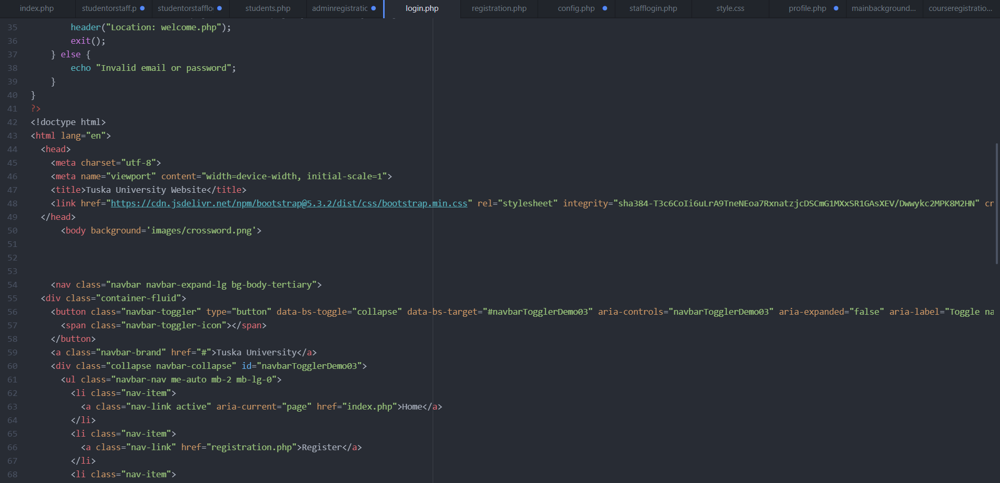 index.php studentorstaff.p studentorstafflo students.php adminregistratic login.php registration.php config.php stafflogin.php style.css profile.php mainbackground... courseregistratio...
35 header("Location: welcome.php");
36 exit();
37 } else {
38 echo "Invalid email or password";
39 }
40 }
41 ?>
42 <!doctype html>
43 <html lang="en">
44 <head>
45 <meta charset="utf-8">
46 <meta name="viewport" content="width=device-width, initial-scale=1">
47 <title>Tuska University Website</title>
48 <link href="https://cdn.jsdelivr.net/npm/bootstrap@5.3.2/dist/css/bootstrap.min.css" rel="stylesheet" integrity="sha384-T3c6CoIi6uLrA9TneNEoa7RxnatzjcDSCmG1MXxSR1GAsXEV/Dwwykc2MPK8M2HN" cr
49 </head>
50 <body background='images/crossword.png'>
51
52
53
54 <nav class="navbar navbar-expand-lg bg-body-tertiary">
55 <div class="container-fluid">
56 <button class="navbar-toggler" type="button" data-bs-toggle="collapse" data-bs-target="#navbarTogglerDemo03" aria-controls="navbarTogglerDemo03" aria-expanded="false" aria-label="Toggle na
57 <span class="navbar-toggler-icon"></span>
58 </button>
59 <a class="navbar-brand" href="#">Tuska University</a>
60 <div class="collapse navbar-collapse" id="navbarTogglerDemo03">
61 <ul class="navbar-nav me-auto mb-2 mb-lg-0">
62 <li class="nav-item">
63 <a class="nav-link active" aria-current="page" href="index.php">Home</a>
64 </li>
65 <li class="nav-item">
66 <a class="nav-link" href="registration.php">Register</a>
67 </li>
68 <li class="nav-item">